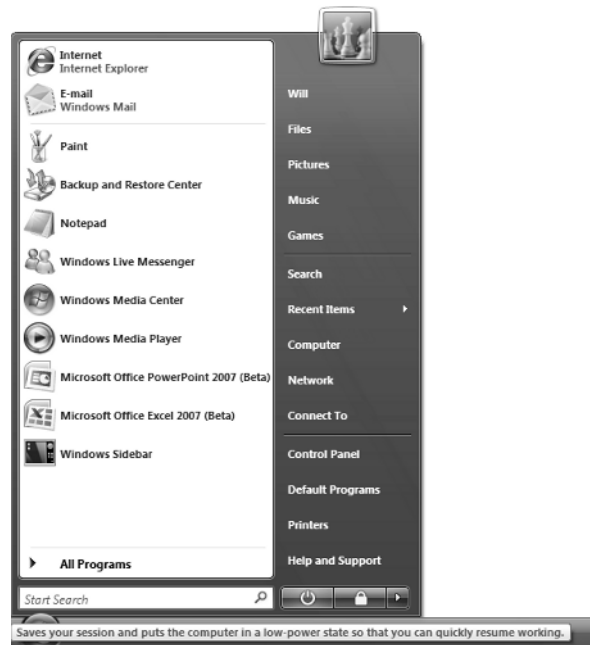 Internet
Internet Explorer
E-mail
Windows Mail
Paint
Backup and Restore Center
Notepad
Windows Live Messenger
Windows Media Center
Windows Media Player
Microsoft Office PowerPoint 2007 (Beta)
Microsoft Office Excel 2007 (Beta)
Windows Sidebar
All Programs
Start Search
Will
Files
Pictures
Music
Games
Search
Recent Items
Computer
Network
Connect To
Control Panel
Default Programs
Printers
Help and Support
Saves your session and puts the computer in a low-power state so that you can quickly resume working.